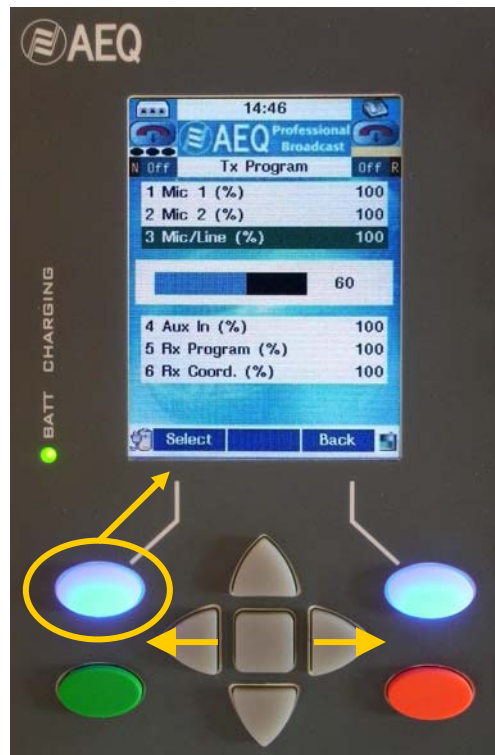 AEQ
14:46
AEQ Professional
Broadcast
N Off Tx Program Off R
1 Mic 1 (%) 100
2 Mic 2 (%) 100
3 Mic/Line (%) 100
60
4 Aux In (%) 100
5 Rx Program (%) 100
6 Rx Coord. (%) 100
Select Back
BATT CHARGING